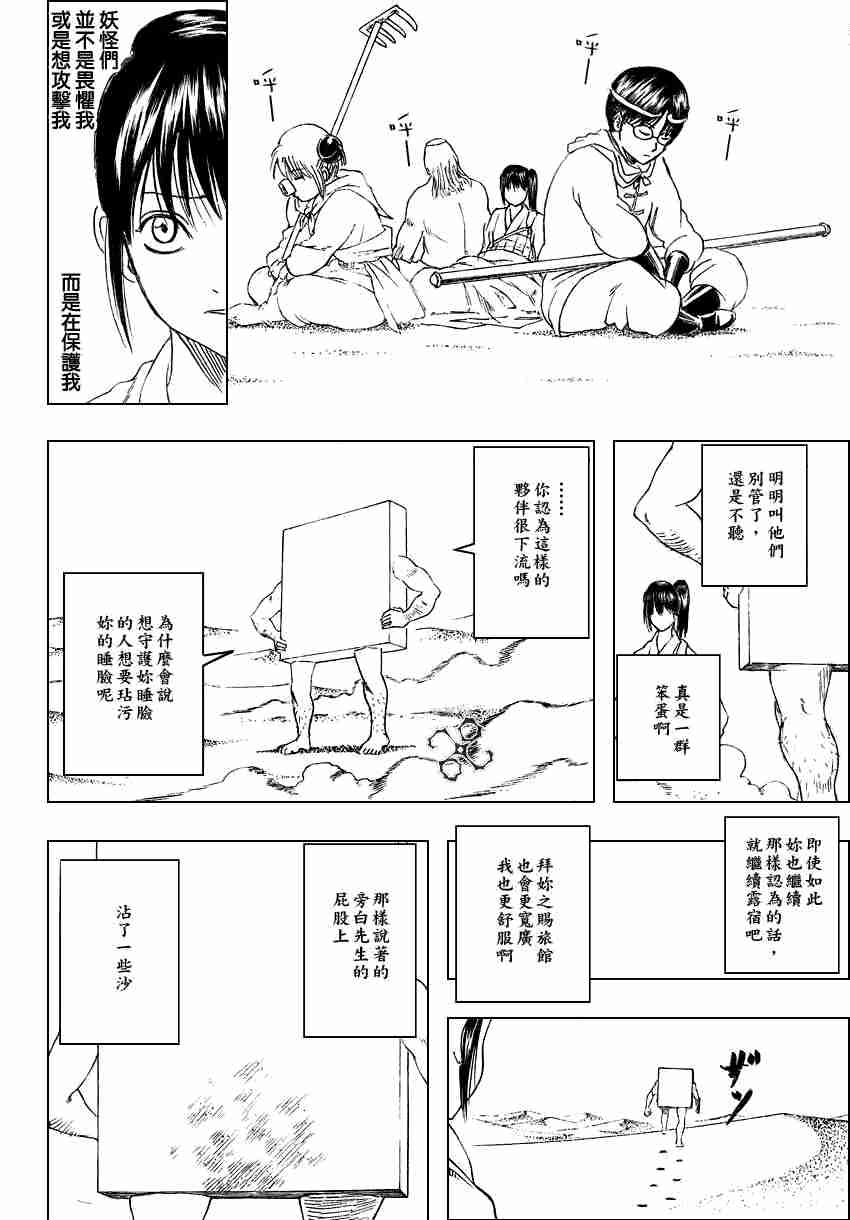 呼
呼
呼
呼
妖怪們
並不是畏懼我
或是想攻擊我
而是在保護我
明明叫他們
別管了，
還是不聽
真是一群
笨蛋啊
……
你認為這樣的
夥伴很下流嗎
為什麼會說
想守護妳睡臉
的人想要玷污
妳的睡臉呢
即使如此
妳也繼續
那樣認為的話，
就繼續露宿吧
拜妳之賜旅館
也會更寬廣
我也更舒服啊
ザッ
那樣說著的
旁白先生的
屁股上
沾了一些沙